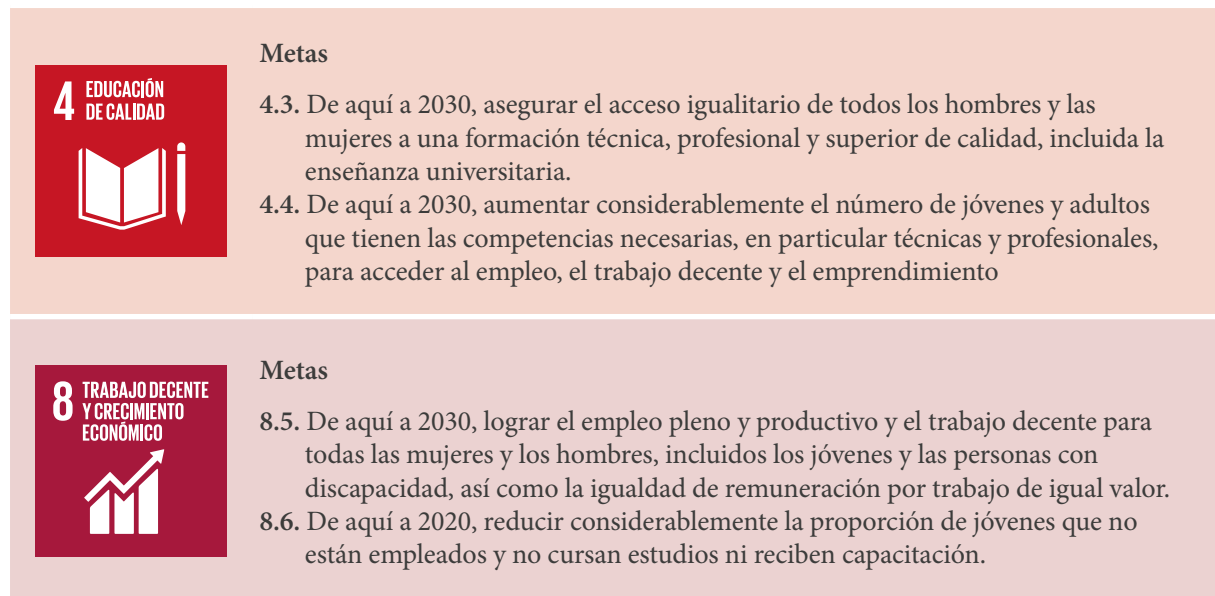 4 EDUCACIÓN
DE CALIDAD
Metas
4.3. De aquí a 2030, asegurar el acceso igualitario de todos los hombres y las
mujeres a una formación técnica, profesional y superior de calidad, incluida la
enseñanza universitaria.
4.4. De aquí a 2030, aumentar considerablemente el número de jóvenes y adultos
que tienen las competencias necesarias, en particular técnicas y profesionales,
para acceder al empleo, el trabajo decente y el emprendimiento
8 TRABAJO DECENTE
Y CRECIMIENTO
ECONÓMICO
Metas
8.5. De aquí a 2030, lograr el empleo pleno y productivo y el trabajo decente para
todas las mujeres y los hombres, incluidos los jóvenes y las personas con
discapacidad, así como la igualdad de remuneración por trabajo de igual valor.
8.6. De aquí a 2020, reducir considerablemente la proporción de jóvenes que no
están empleados y no cursan estudios ni reciben capacitación.